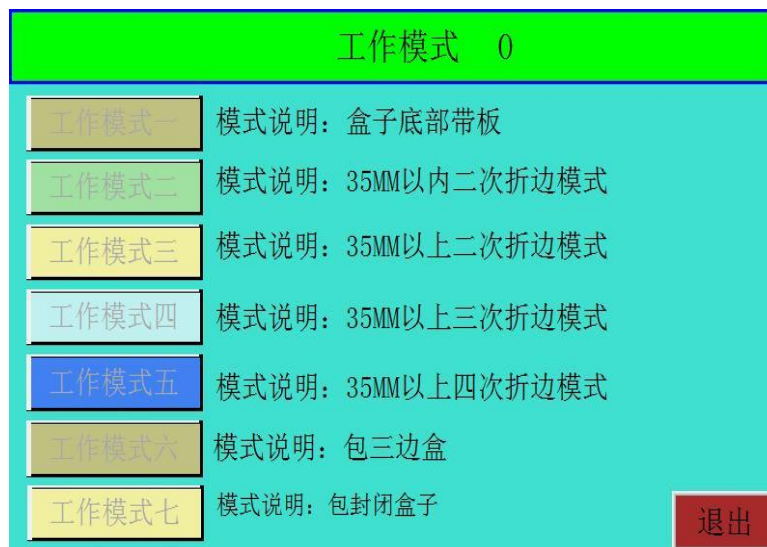 工作模式 0
工作模式一 模式说明：盒子底部带板
工作模式二 模式说明：35MM以内二次折边模式
工作模式三 模式说明：35MM以上二次折边模式
工作模式四 模式说明：35MM以上三次折边模式
工作模式五 模式说明：35MM以上四次折边模式
工作模式六 模式说明：包三边盒
工作模式七 模式说明：包封闭盒子
退出